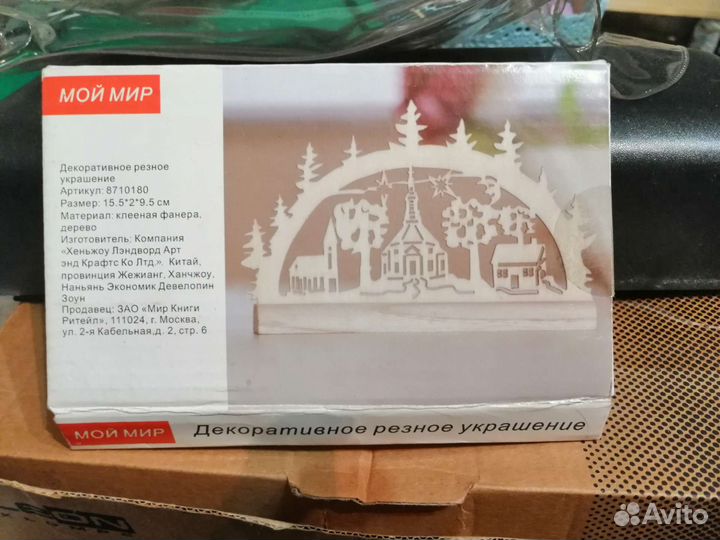 МОЙ МИР
Декоративное резное
украшение
Артикул: 8710180
Размер: 15.5*2*9.5 см
Материал: клееная фанера,
дерево
Изготовитель: Компания
«Хеньжоу Лэндворд Арт
энд Крафтс Ко Лтд.». Китай,
провинция Жежианг, Ханчжоу,
Наньянь Экономик Девелопин
Зоун
Продавец: ЗАО «Мир Книги
Ритейл», 111024, г. Москва,
ул. 2-я Кабельная,д. 2, стр. 6
МОЙ МИР Декоративное резное украшение
Avito